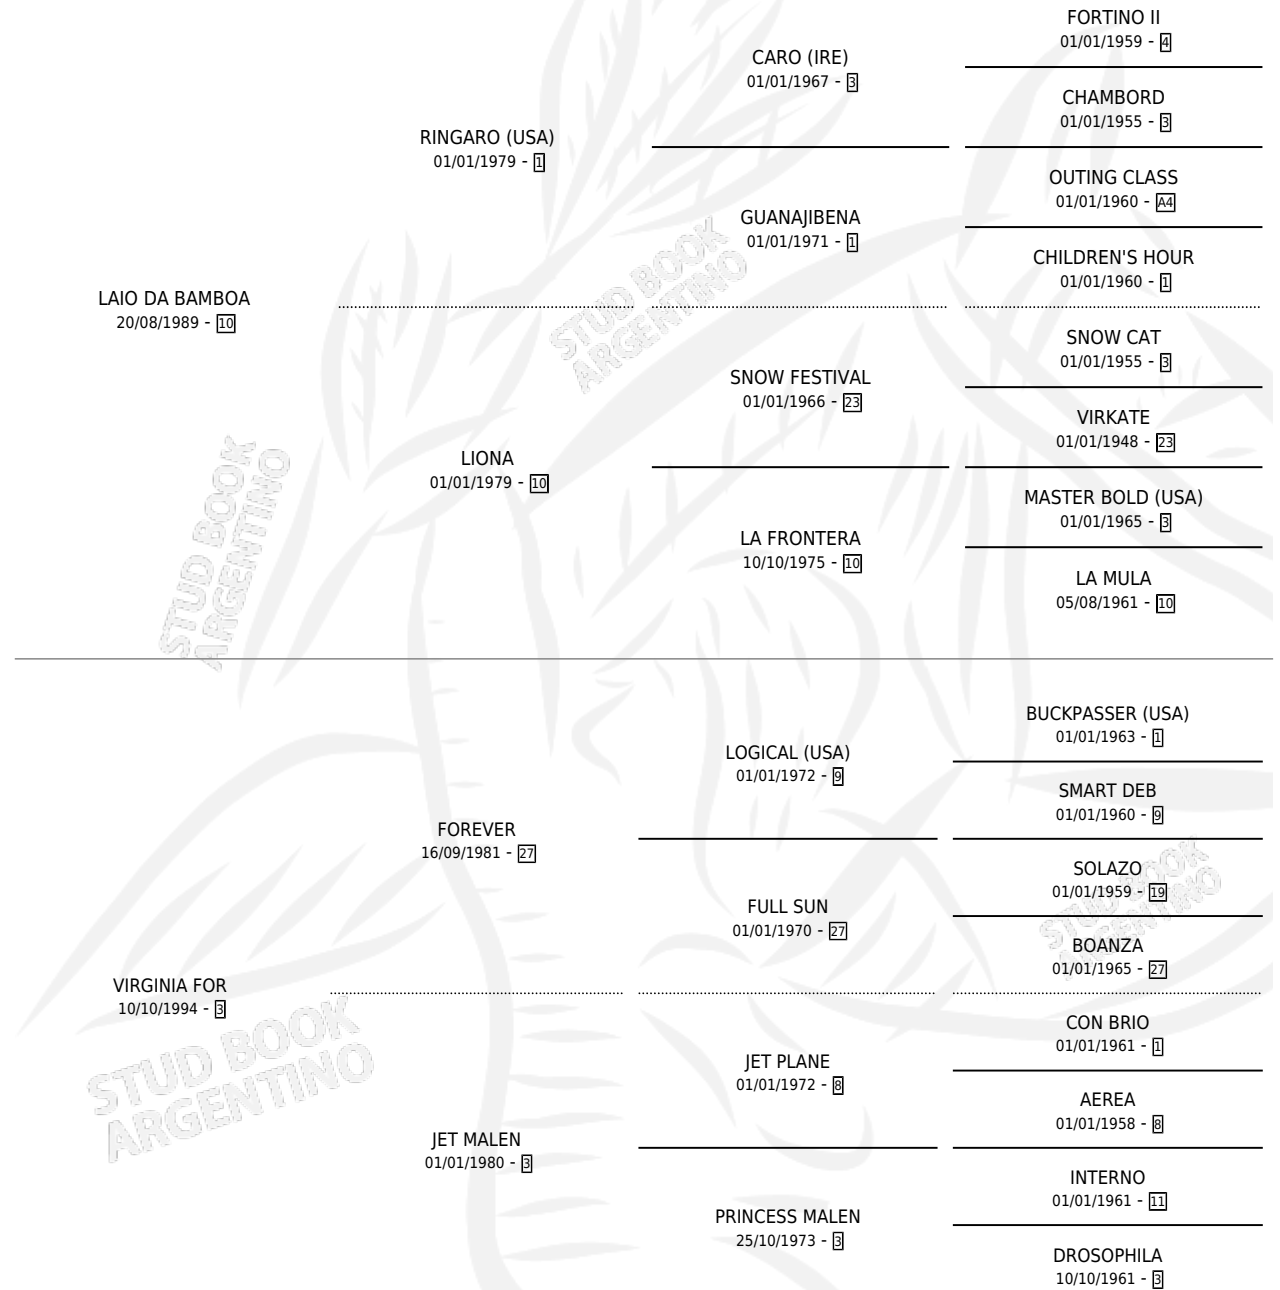 FORTINO II
01/01/1959 - 4
CARO (IRE)
01/01/1967 - 3
CHAMBORD
01/01/1955 - 3
RINGARO (USA)
01/01/1979 - 1
OUTING CLASS
01/01/1960 - A4
GUANAJIBENA
01/01/1971 - 1
CHILDREN'S HOUR
01/01/1960 - 1
LAIO DA BAMBOA
20/08/1989 - 10
STUD BOOK
ARGENTINO
SNOW CAT
01/01/1955 - 3
SNOW FESTIVAL
01/01/1966 - 23
VIRKATE
01/01/1948 - 23
LIONA
01/01/1979 - 10
MASTER BOLD (USA)
01/01/1965 - 3
LA FRONTERA
10/10/1975 - 10
LA MULA
05/08/1961 - 10
STUD BOOK
ARGENTINO
BUCKPASSER (USA)
01/01/1963 - 1
LOGICAL (USA)
01/01/1972 - 9
SMART DEB
01/01/1960 - 9
FOREVER
16/09/1981 - 27
SOLAZO
01/01/1959 - 19
FULL SUN
01/01/1970 - 27
BOANZA
01/01/1965 - 27
STUD BOOK
ARGENTINO
VIRGINIA FOR
10/10/1994 - 3
CON BRIO
01/01/1961 - 1
JET PLANE
01/01/1972 - 8
AEREA
01/01/1958 - 8
STUD BOOK
ARGENTINO
JET MALEN
01/01/1980 - 3
INTERNO
01/01/1961 - 11
PRINCESS MALEN
25/10/1973 - 3
DROSOPHILA
10/10/1961 - 3